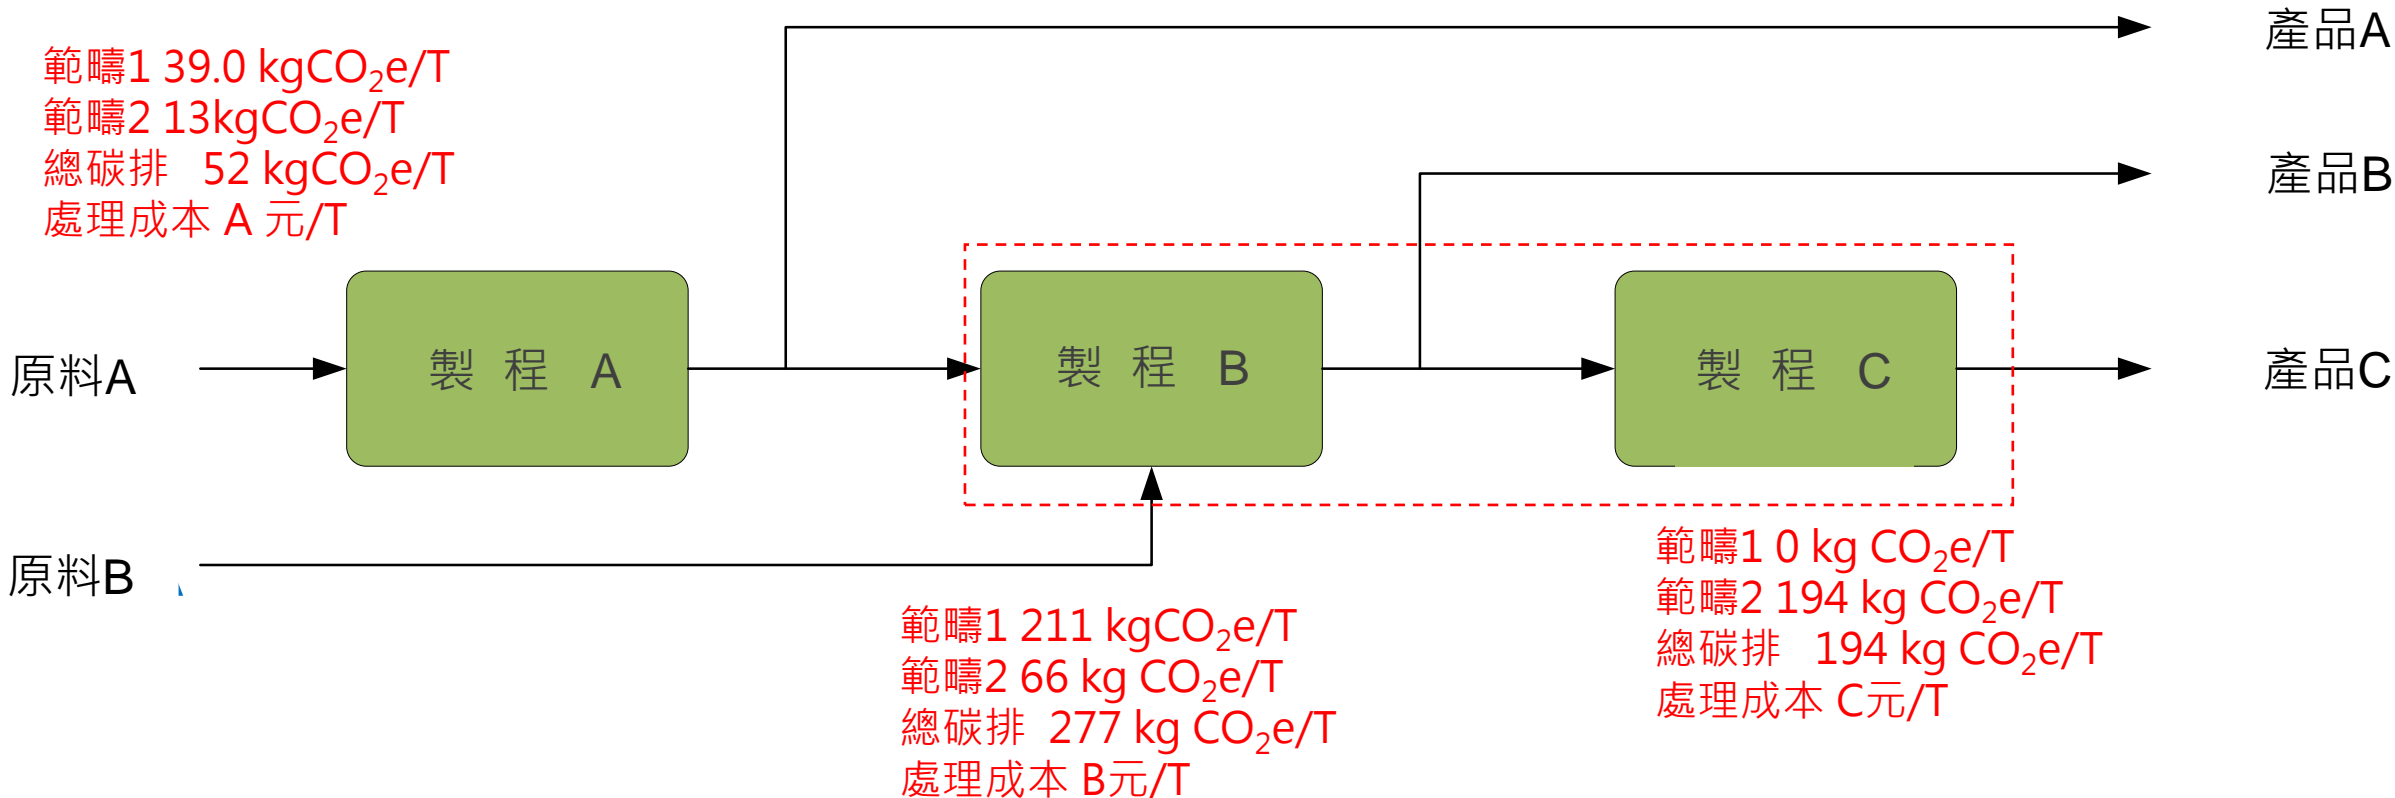 產品A
範疇1 39.0 kgCO₂e/T
範疇2 13kgCO₂e/T
總碳排 52 kgCO₂e/T
處理成本 A 元/T
產品B
原料A
製 程 A
製 程 B
製 程 C
產品C
原料B
範疇1 0 kg CO₂e/T
範疇2 194 kg CO₂e/T
總碳排 194 kg CO₂e/T
處理成本 C元/T
範疇1 211 kgCO₂e/T
範疇2 66 kg CO₂e/T
總碳排 277 kg CO₂e/T
處理成本 B元/T